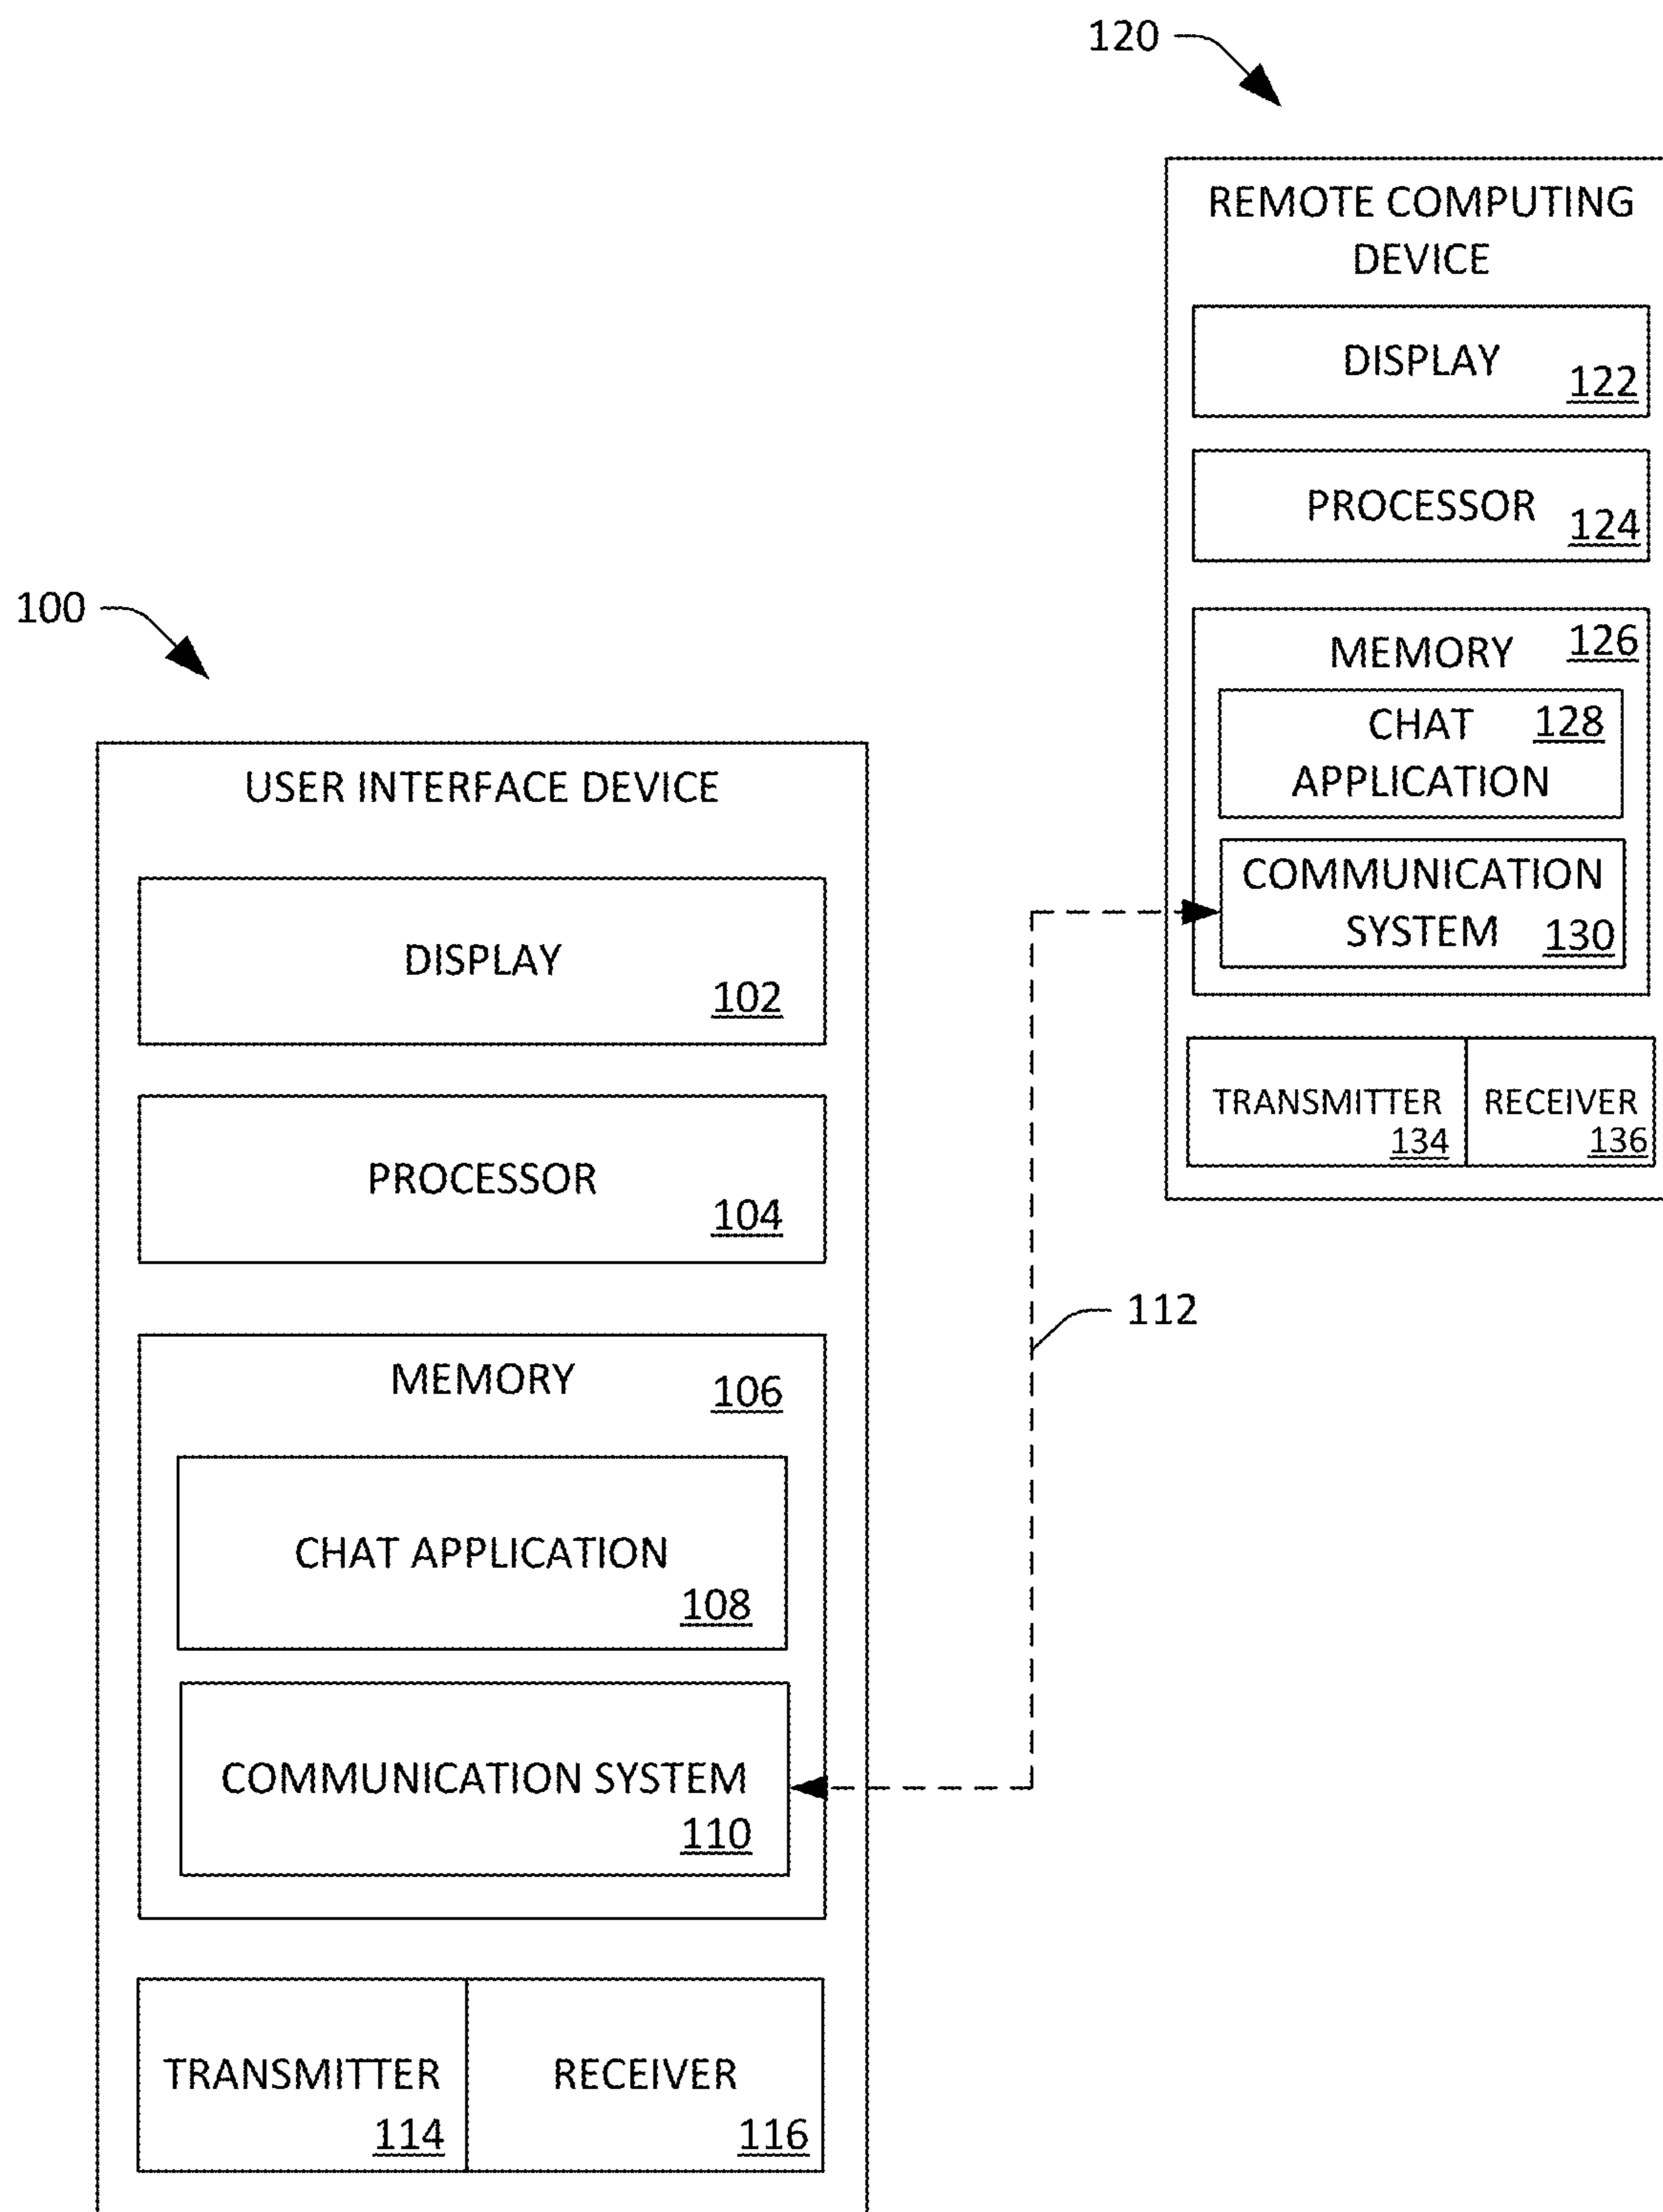 120
REMOTE COMPUTING
DEVICE
DISPLAY
122
PROCESSOR
124
MEMORY 126
CHAT 128
APPLICATION
COMMUNICATION
SYSTEM 130
TRANSMITTER
134
RECEIVER
136
100
USER INTERFACE DEVICE
DISPLAY
102
PROCESSOR
104
MEMORY 106
CHAT APPLICATION
108
COMMUNICATION SYSTEM
110
TRANSMITTER
114
RECEIVER
116
112